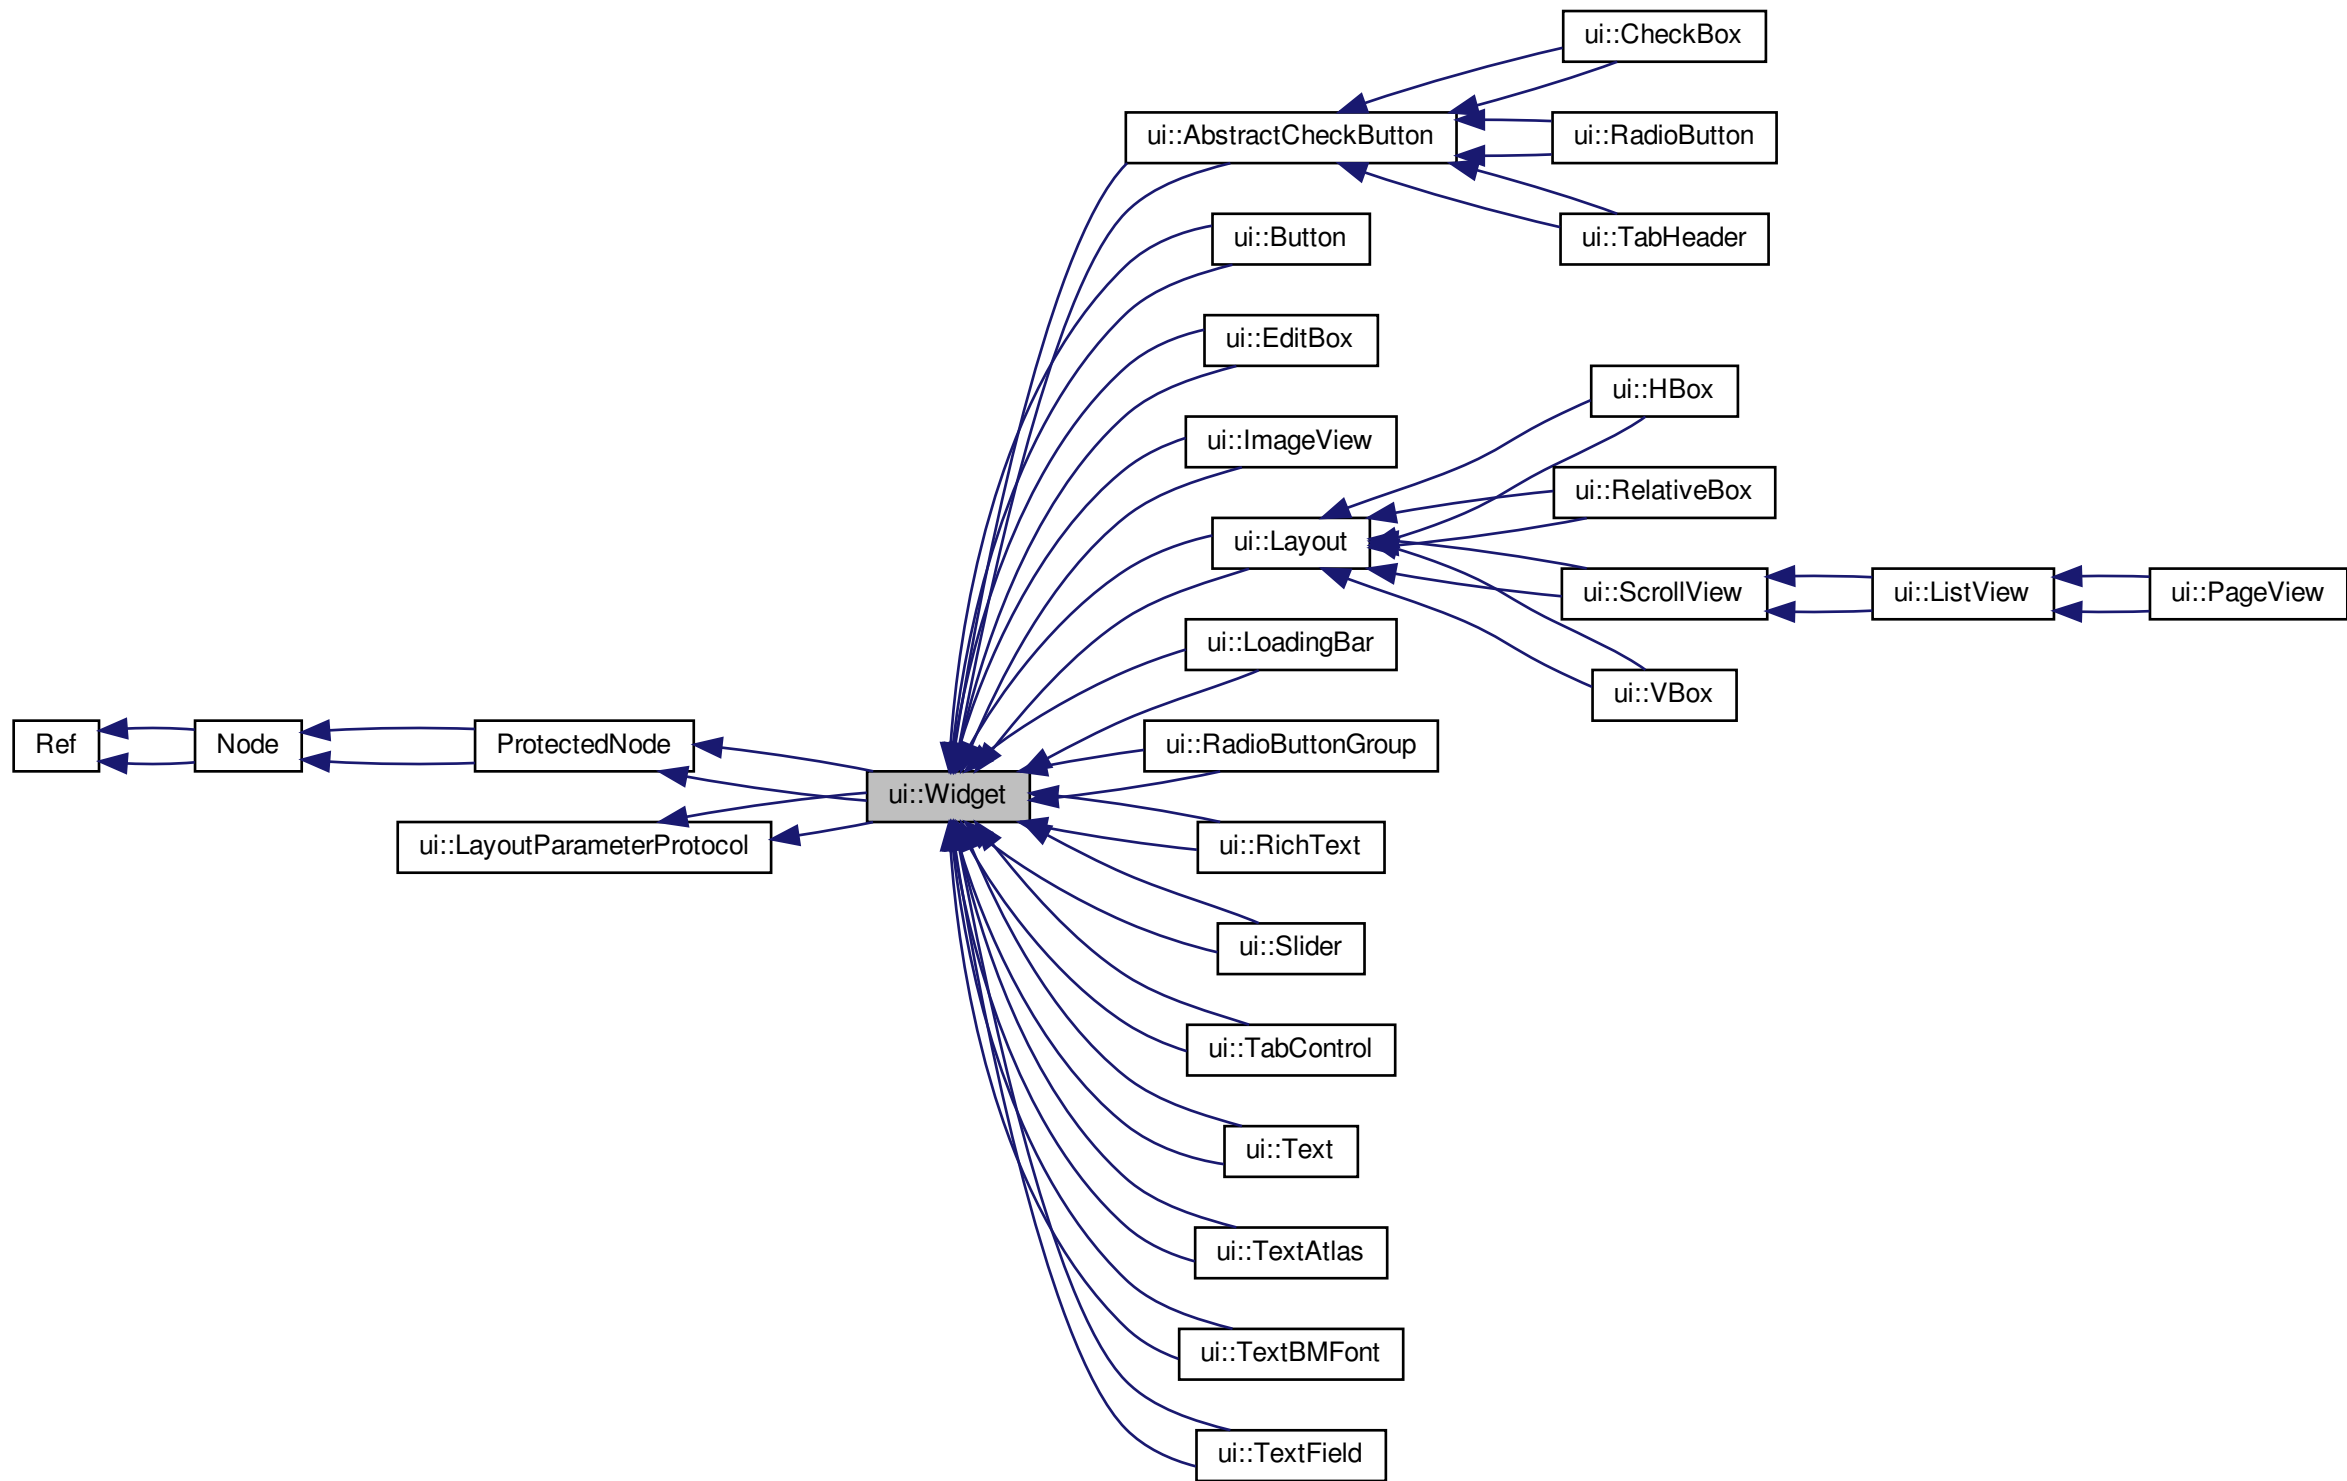 ui::CheckBox
ui::AbstractCheckButton
ui::RadioButton
ui::Button
ui::TabHeader
ui::EditBox
ui::HBox
ui::ImageView
ui::RelativeBox
ui::Layout
ui::ScrollView
ui::ListView
ui::PageView
ui::LoadingBar
ui::VBox
Ref
Node
ProtectedNode
ui::RadioButtonGroup
ui::Widget
ui::LayoutParameterProtocol
ui::RichText
ui::Slider
ui::TabControl
ui::Text
ui::TextAtlas
ui::TextBMFont
ui::TextField